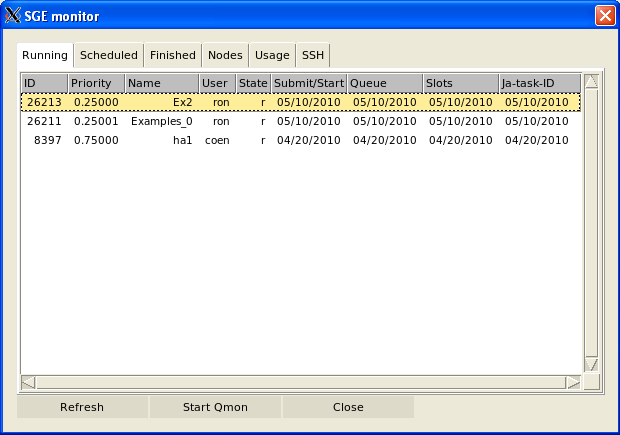 SGE monitor
Running Scheduled Finished Nodes Usage SSH
ID Priority Name User State Submit/Start Queue Slots Ja-task-ID
26213 0.25000 Ex2 ron r 05/10/2010 05/10/2010 05/10/2010 05/10/2010
26211 0.25001 Examples_0 ron r 05/10/2010 05/10/2010 05/10/2010 05/10/2010
8397 0.75000 ha1 coen r 04/20/2010 04/20/2010 04/20/2010 04/20/2010
Refresh Start Qmon Close